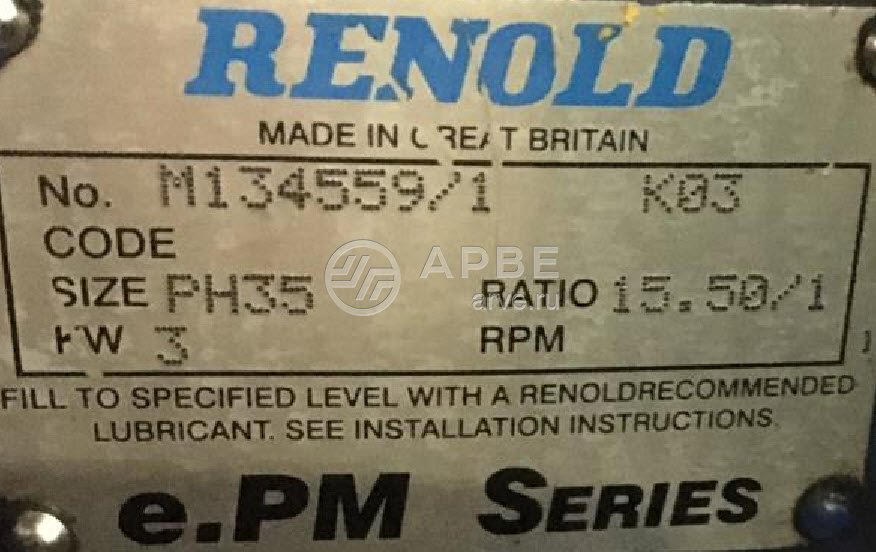 RENOLD
MADE IN GREAT BRITAIN
No. M134559/1 K03
CODE
АРВЕ
SIZE PH35 RATIO 15.50/1
arve.ru
KW 3 RPM
FILL TO SPECIFIED LEVEL WITH A RENOLDRECOMMENDED
LUBRICANT. SEE INSTALLATION INSTRUCTIONS.
e.PM SERIES